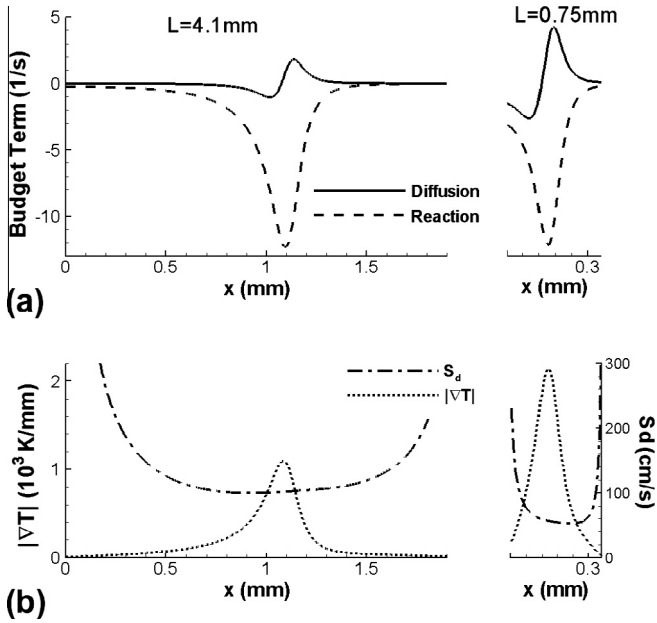 L=4.1mm
L=0.75mm
Budget Term (1/s)
5
0
-5
-10
Diffusion
Reaction
0
0.5
1
1.5
0.3
x (mm)
x (mm)
(a)
|∇T| (10³ K/mm)
2
1
0
S_d
|∇T|
300
200
100
0
Sd (cm/s)
0
0.5
1
1.5
0.3
x (mm)
x (mm)
(b)